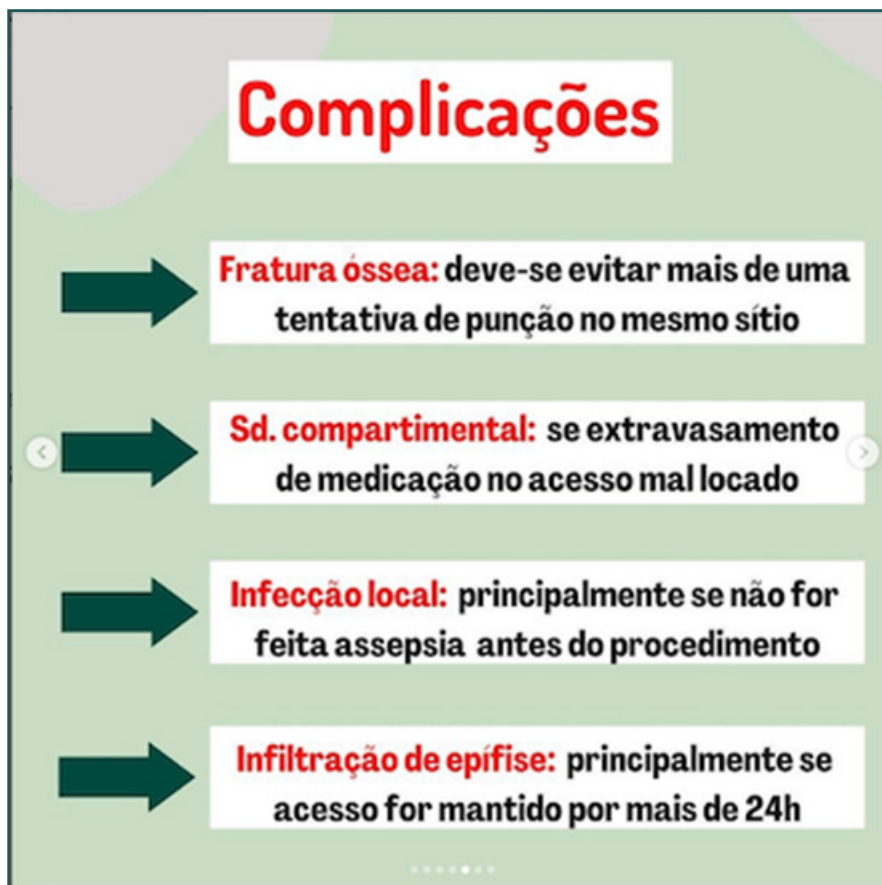 Complicações
Fratura óssea: deve-se evitar mais de uma
tentativa de punção no mesmo sítio
Sd. compartimental: se extravasamento
de medicação no acesso mal locado
Infecção local: principalmente se não for
feita assepsia antes do procedimento
Infiltração de epífise: principalmente se
acesso for mantido por mais de 24h